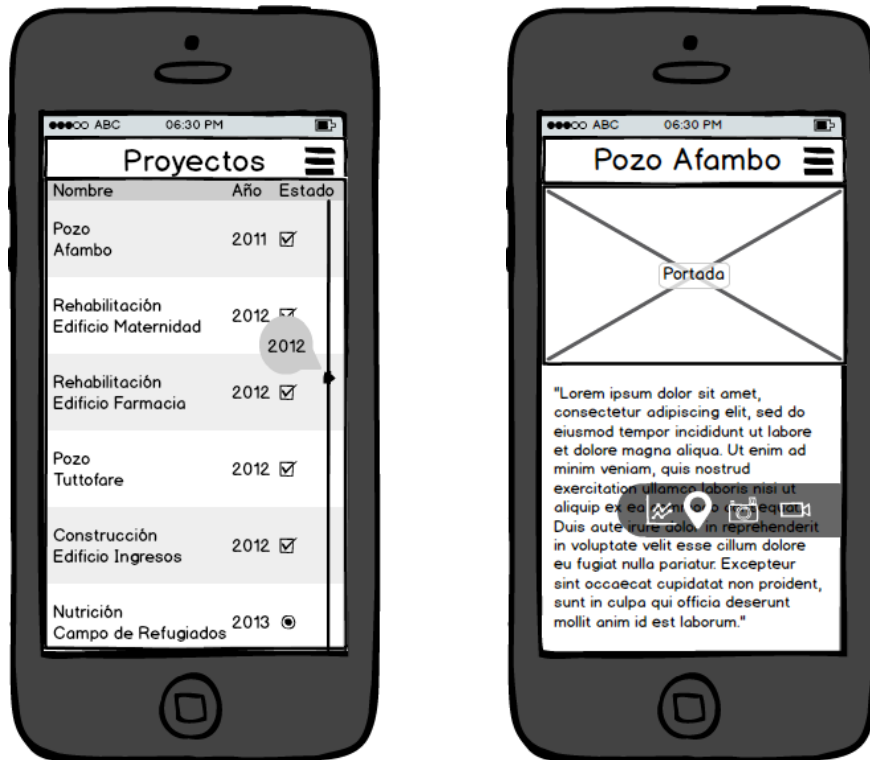 ABC 06:30 PM
Proyectos
Nombre Año Estado
Pozo
Afambo
2011
Rehabilitación
Edificio Maternidad
2012
2012
Rehabilitación
Edificio Farmacia
2012
Pozo
Tuttofare
2012
Construcción
Edificio Ingresos
2012
Nutrición
Campo de Refugiados
2013
ABC 06:30 PM
Pozo Afambo
Portada
"Lorem ipsum dolor sit amet,
consectetur adipiscing elit, sed do
eiusmod tempor incididunt ut labore
et dolore magna aliqua. Ut enim ad
minim veniam, quis nostrud
exercitation ullamco laboris nisi ut
aliquip ex ea commodo consequat.
Duis aute irure dolor in reprehenderit
in voluptate velit esse cillum dolore
eu fugiat nulla pariatur. Excepteur
sint occaecat cupidatat non proident,
sunt in culpa qui officia deserunt
mollit anim id est laborum."